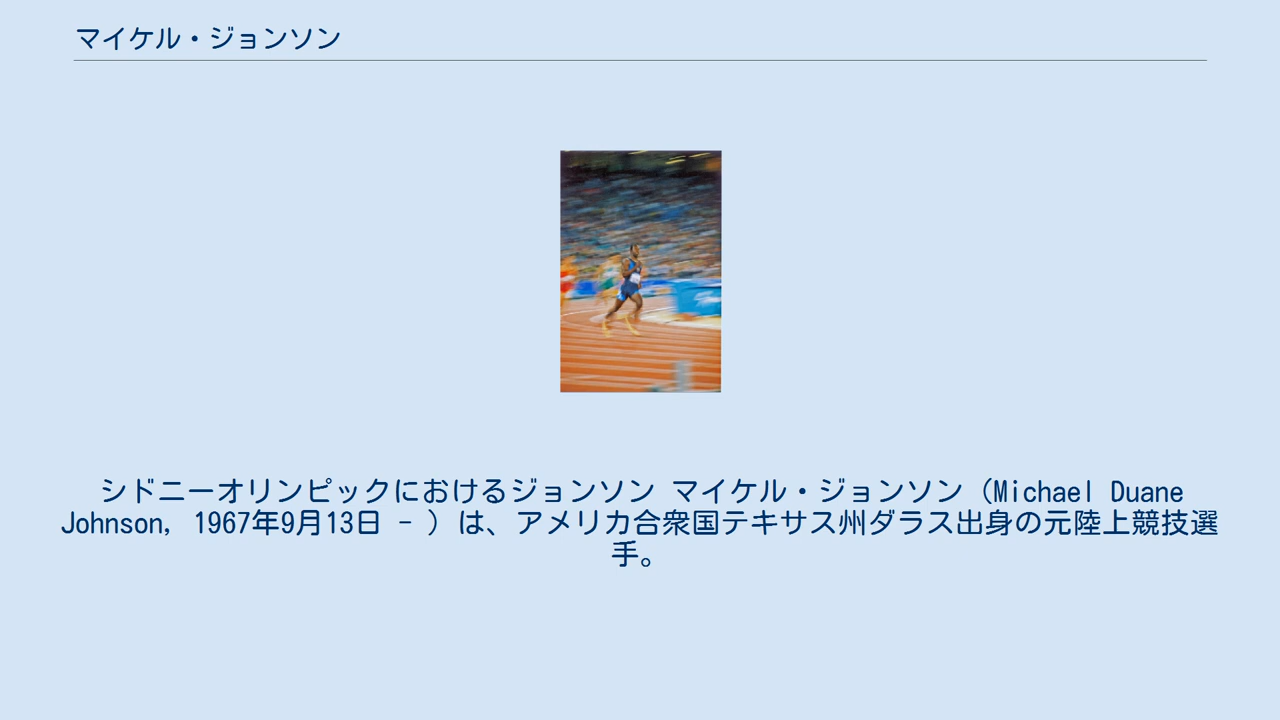 マイケル・ジョンソン
シドニーオリンピックにおけるジョンソン マイケル・ジョンソン（Michael Duane
Johnson, 1967年9月13日 - ）は、アメリカ合衆国テキサス州ダラス出身の元陸上競技選
手。